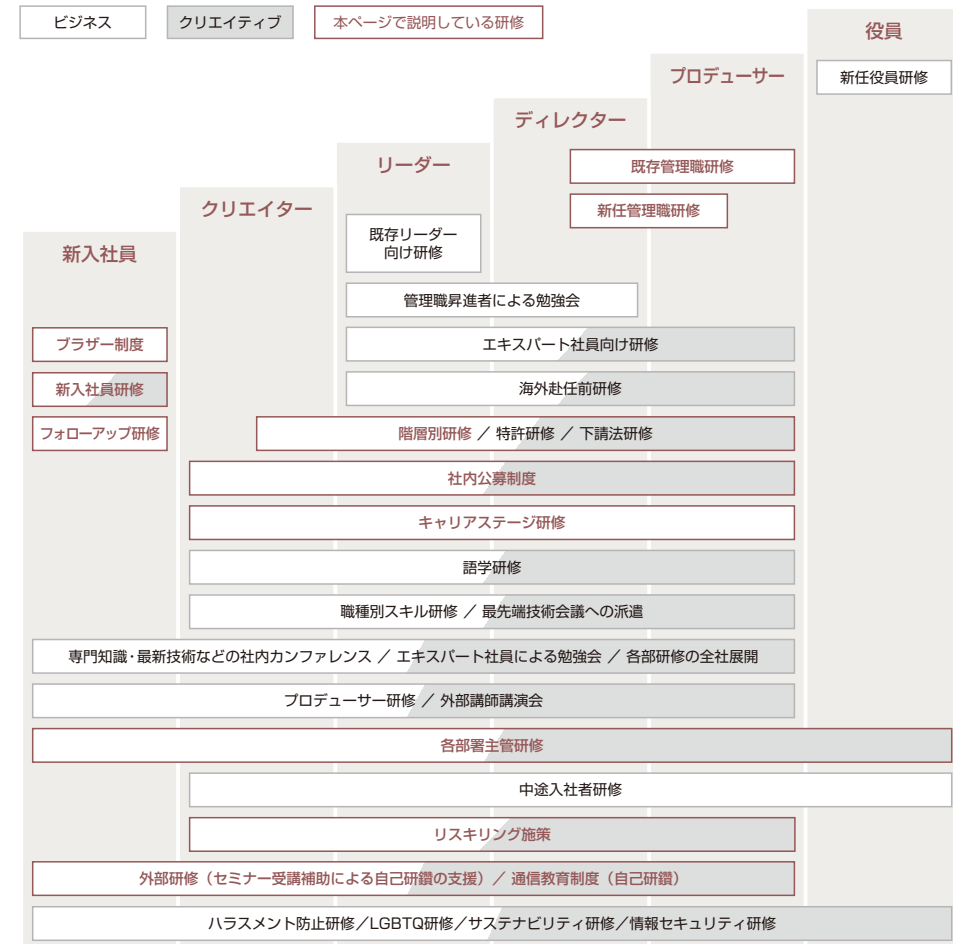 ビジネス
クリエイティブ
本ページで説明している研修
役員
新任役員研修
プロデューサー
ディレクター
既存管理職研修
リーダー
新任管理職研修
クリエイター
既存リーダー
向け研修
新入社員
管理職昇進者による勉強会
ブラザー制度
エキスパート社員向け研修
新入社員研修
海外赴任前研修
フォローアップ研修
階層別研修 ／ 特許研修 ／ 下請法研修
社内公募制度
キャリアステージ研修
語学研修
職種別スキル研修 ／ 最先端技術会議への派遣
専門知識・最新技術などの社内カンファレンス ／ エキスパート社員による勉強会 ／ 各部研修の全社展開
プロデューサー研修 ／ 外部講師講演会
各部署主管研修
中途入社者研修
リスキリング施策
外部研修（セミナー受講補助による自己研鑽の支援）／ 通信教育制度（自己研鑽）
ハラスメント防止研修／LGBTQ研修／サステナビリティ研修／情報セキュリティ研修